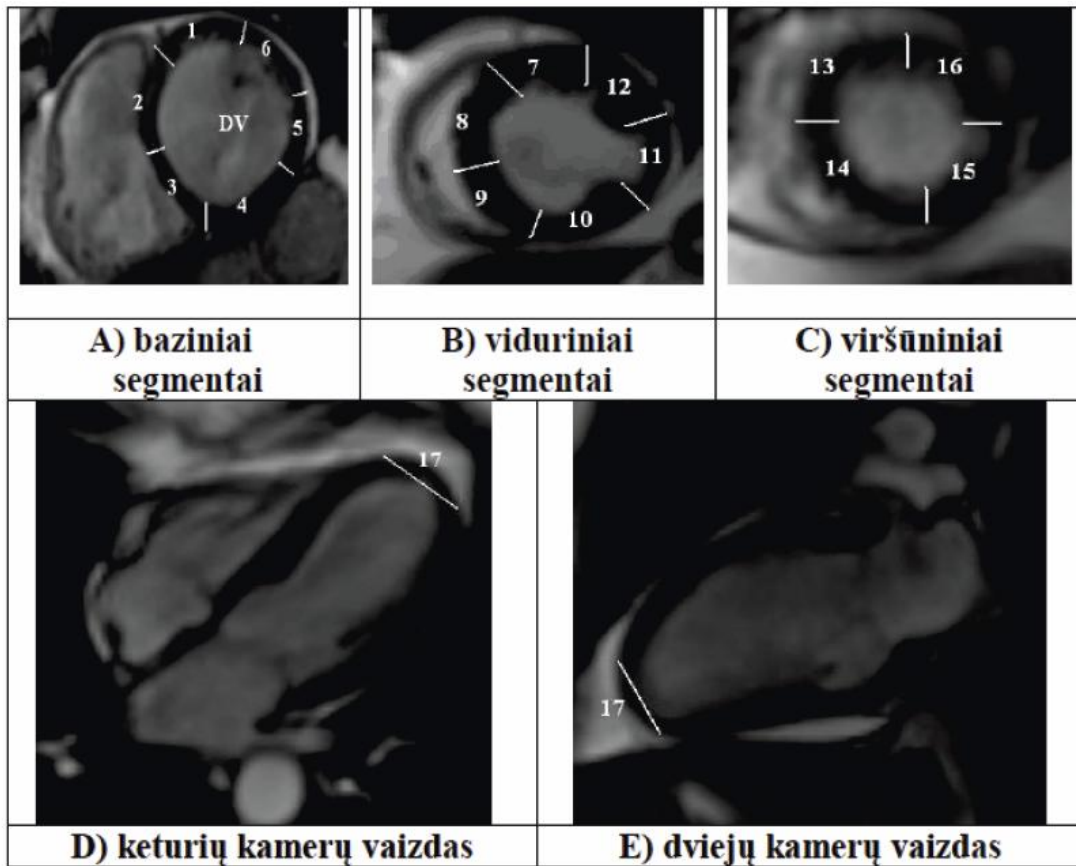 1
6
2
DV
5
3
4
7
12
8
11
9
10
13
16
14
15
A) baziniai
segmentai
B) viduriniai
segmentai
C) viršūniniai
segmentai
17
17
D) keturių kamerų vaizdas
E) dviejų kamerų vaizdas